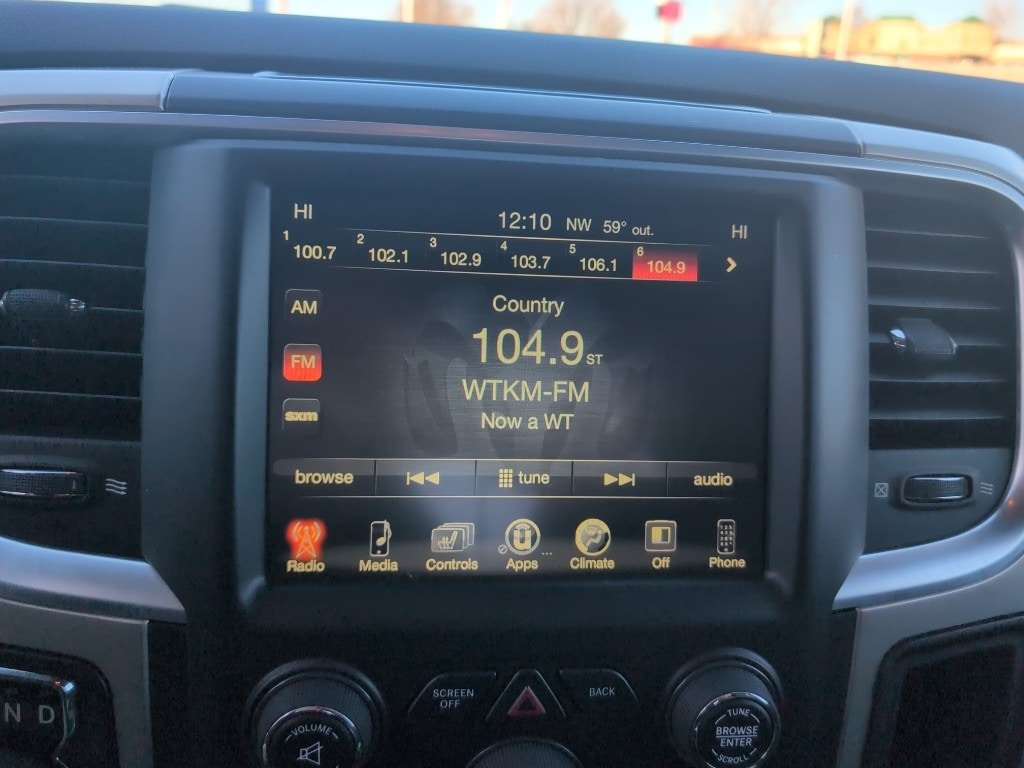 HI 12:10 NW 59° out. HI
1 100.7 2 102.1 3 102.9 4 103.7 5 106.1 6 104.9
AM
Country
FM
104.9 ST
WTKM-FM
sxm
Now a WT
browse tune audio
Radio Media Controls Apps ... Climate Off Phone
N D
SCREEN
OFF
BACK
VOLUME
TUNE
BROWSE
ENTER
SCROLL